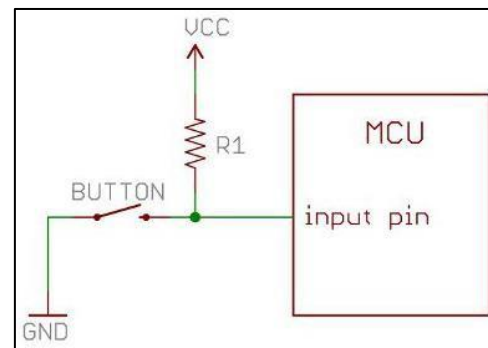 VCC
R1
MCU
BUTTON
input pin
GND